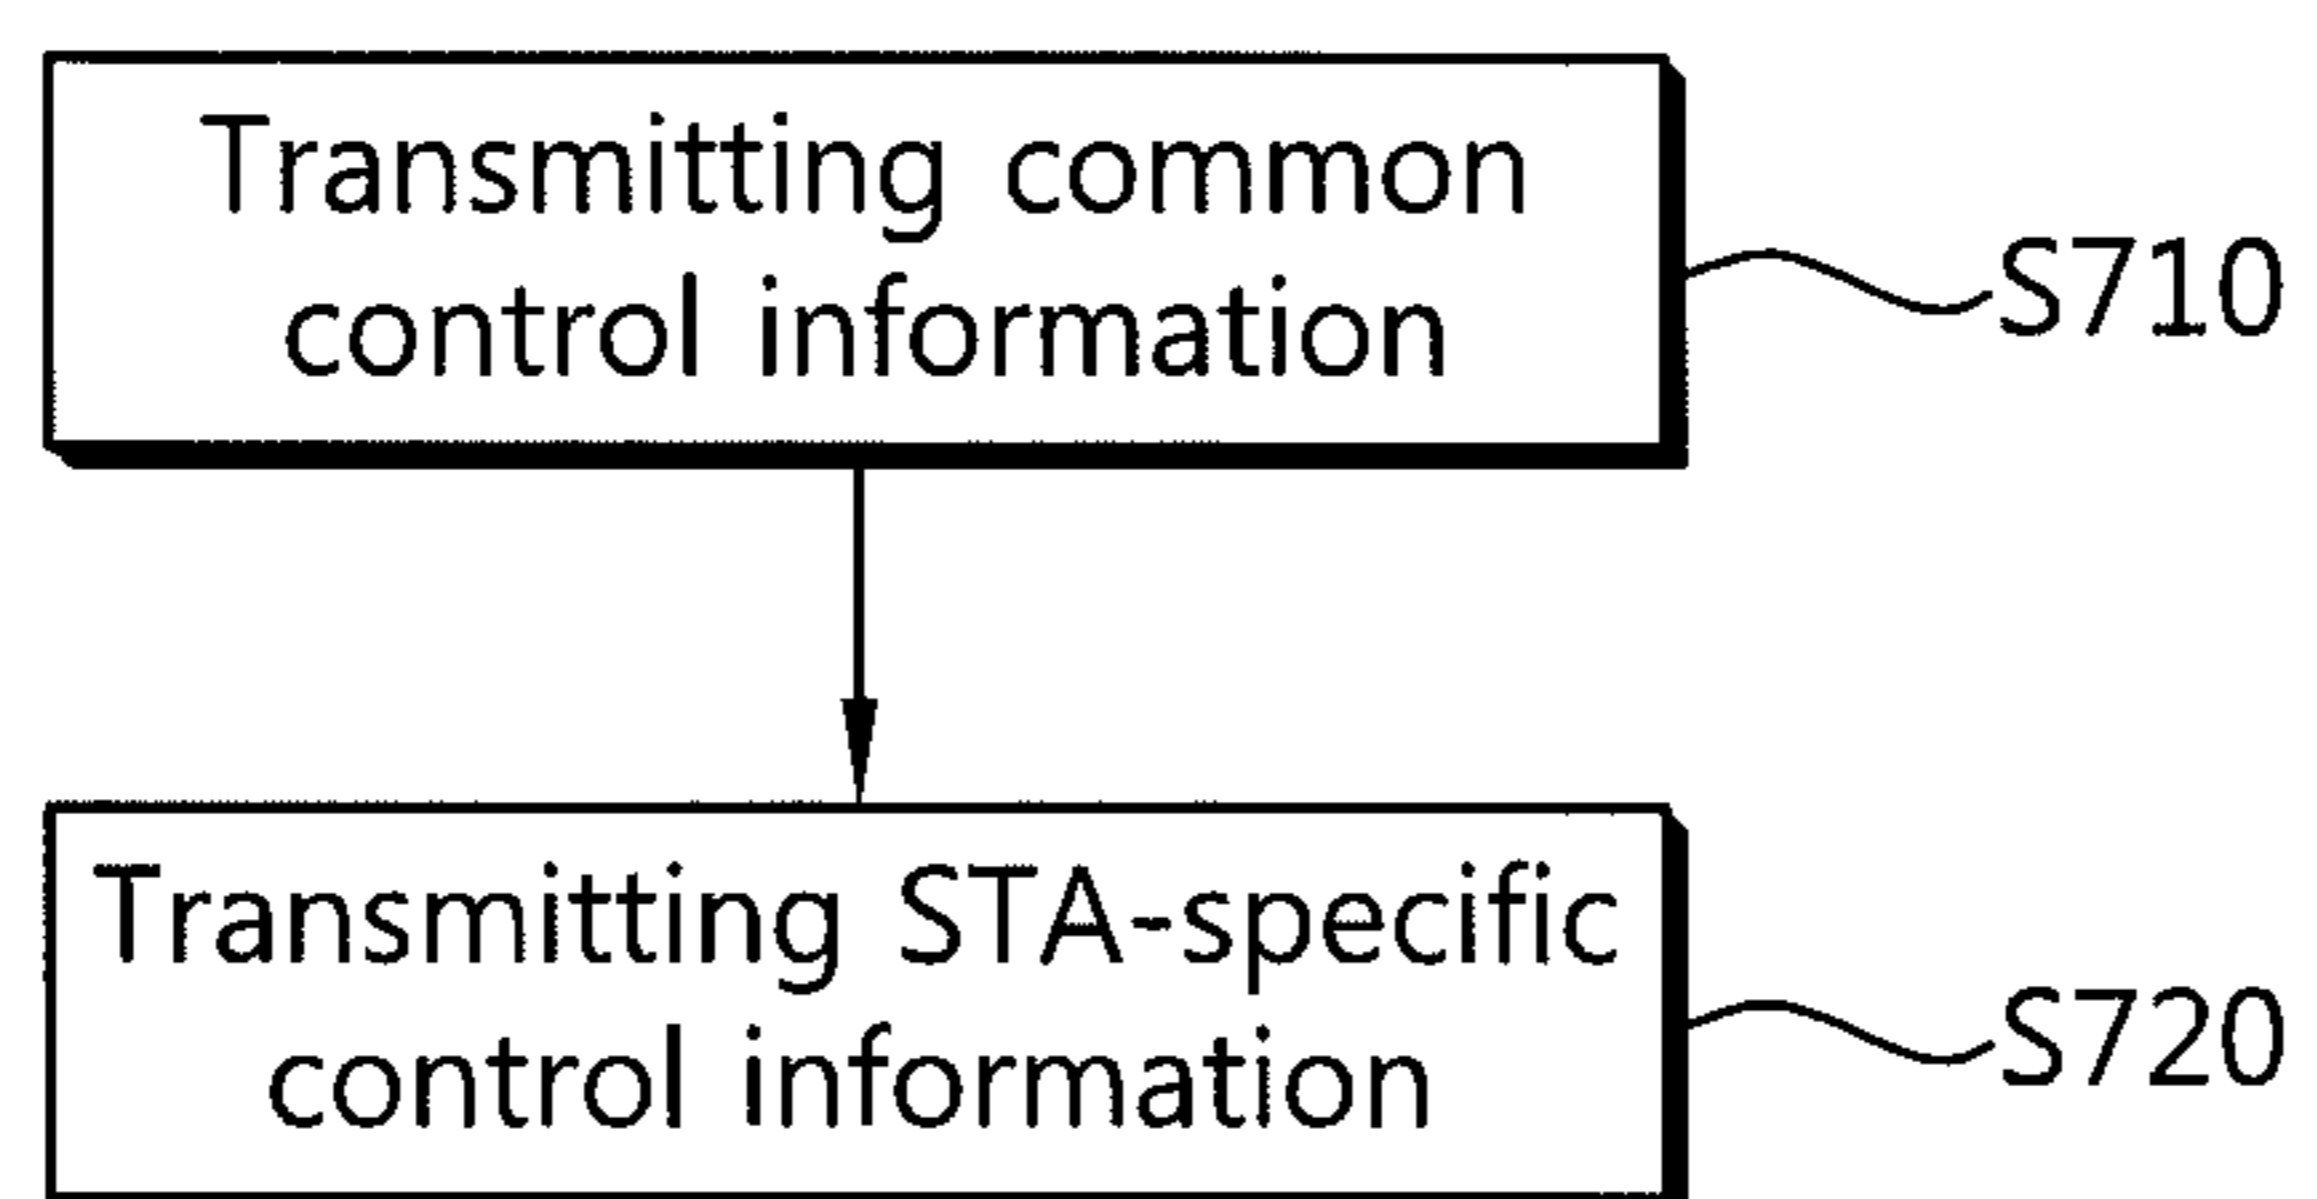 Transmitting common
control information
S710
Transmitting STA-specific
control information
S720